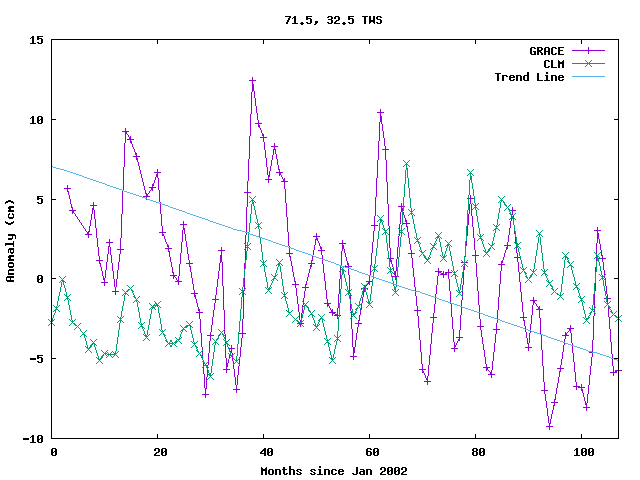 71.5, 32.5 TWS
GRACE
CLM
Trend Line
15
10
5
0
-5
-10
Anomaly (cm)
0 20 40 60 80 100
Months since Jan 2002